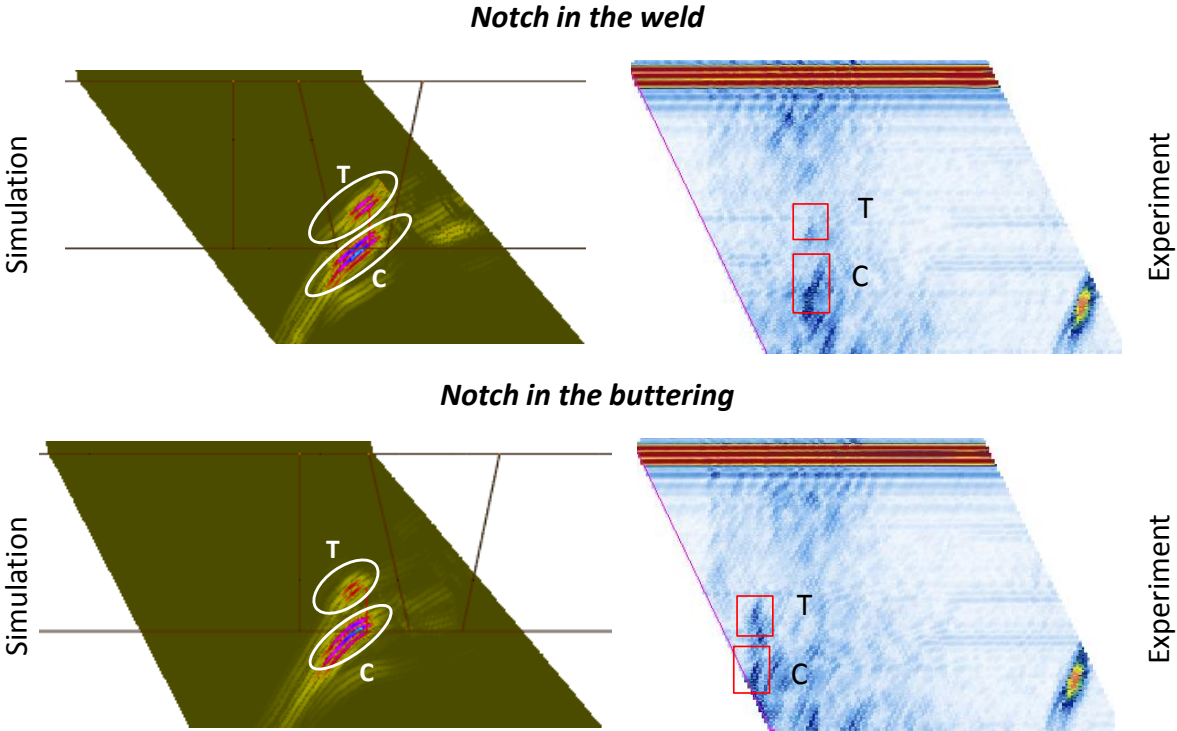 Notch in the weld
Simulation
T
C
T
C
Experiment
Notch in the buttering
Simulation
T
C
T
C
Experiment